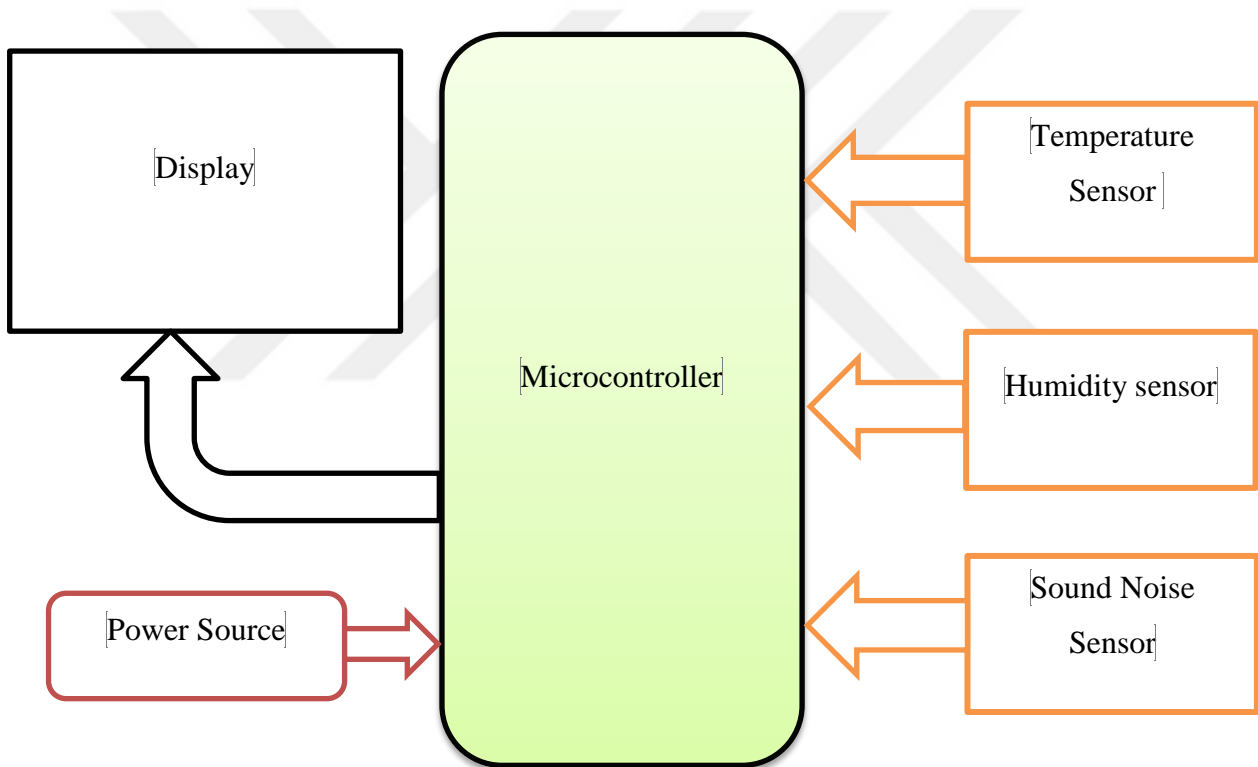 Display
Temperature
Sensor
Microcontroller
Humidity sensor
Power Source
Sound Noise
Sensor